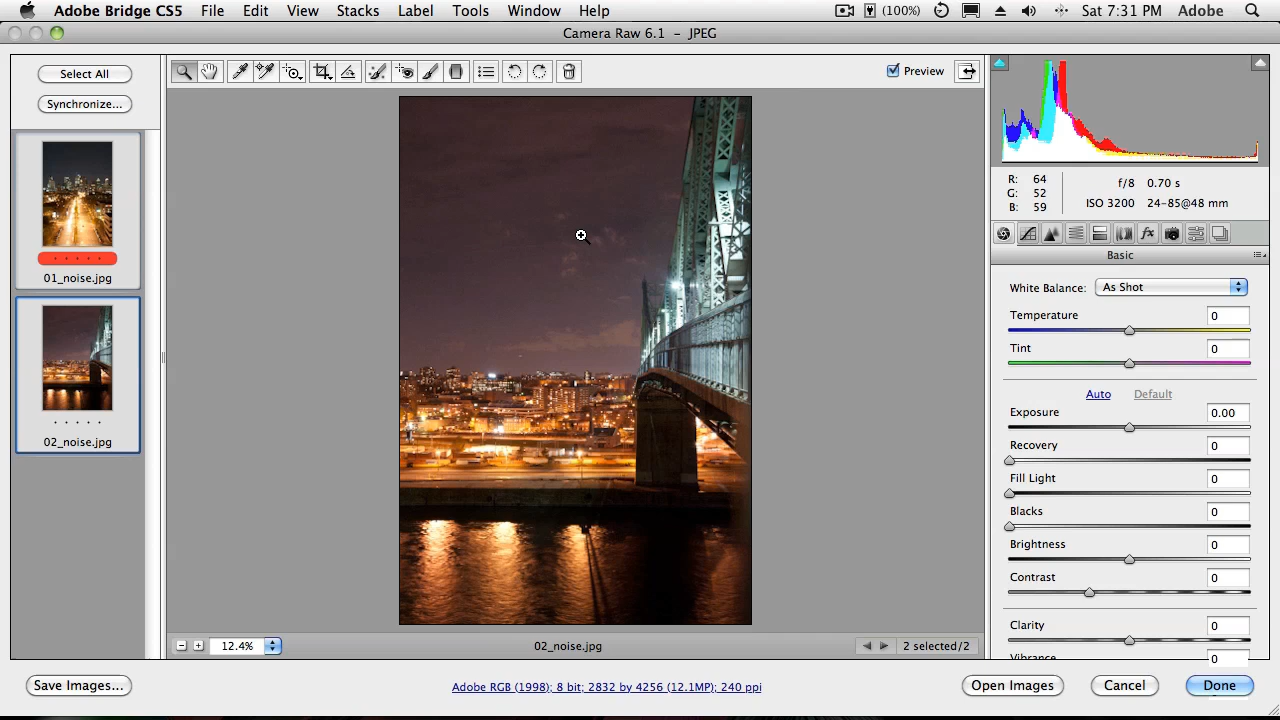 Adobe Bridge CS5 File Edit View Stacks Label Tools Window Help (100%) Sat 7:31 PM Adobe
Camera Raw 6.1 - JPEG
Select All
Synchronize...
Preview
01_noise.jpg
02_noise.jpg
R: 64
G: 52
B: 59
f/8 0.70 s
ISO 3200 24-85@48 mm
fx
Basic
White Balance: As Shot
Temperature 0
Tint 0
Auto Default
Exposure 0.00
Recovery 0
Fill Light 0
Blacks 0
Brightness 0
Contrast 0
Clarity 0
Vibrance 0
12.4% 02_noise.jpg 2 selected/2
Save Images... Adobe RGB (1998); 8 bit; 2832 by 4256 (12.1MP); 240 ppi Open Images Cancel Done